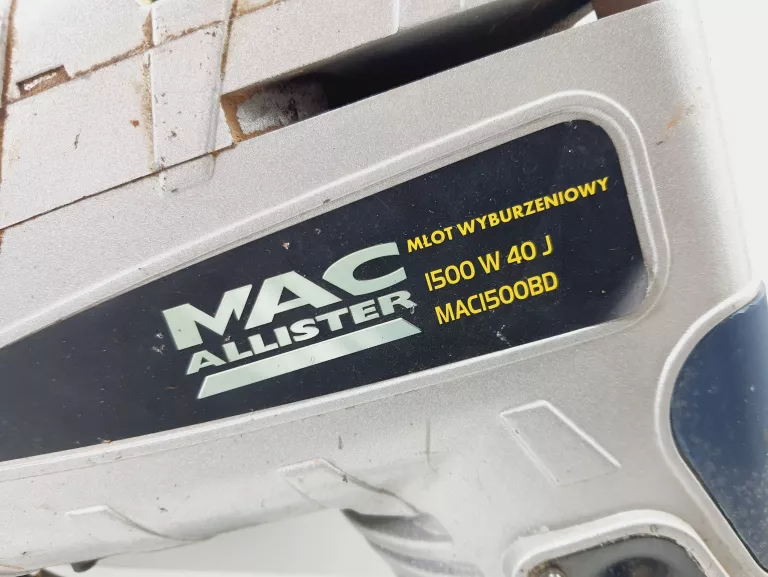 MAC
ALLISTER
MŁOT WYBURZENIOWY
1500 W 40 J
MAC1500BD